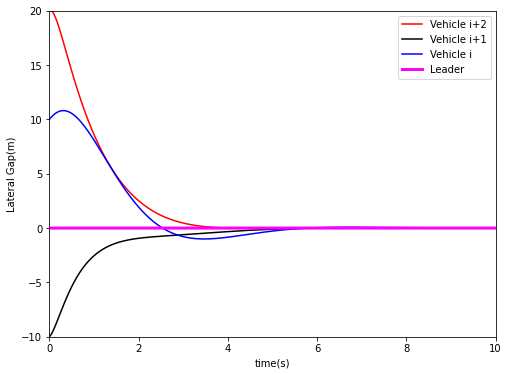 20
15
10
5
0
−5
−10
Lateral Gap(m)
0 2 4 6 8 10
time(s)
Vehicle i+2
Vehicle i+1
Vehicle i
Leader